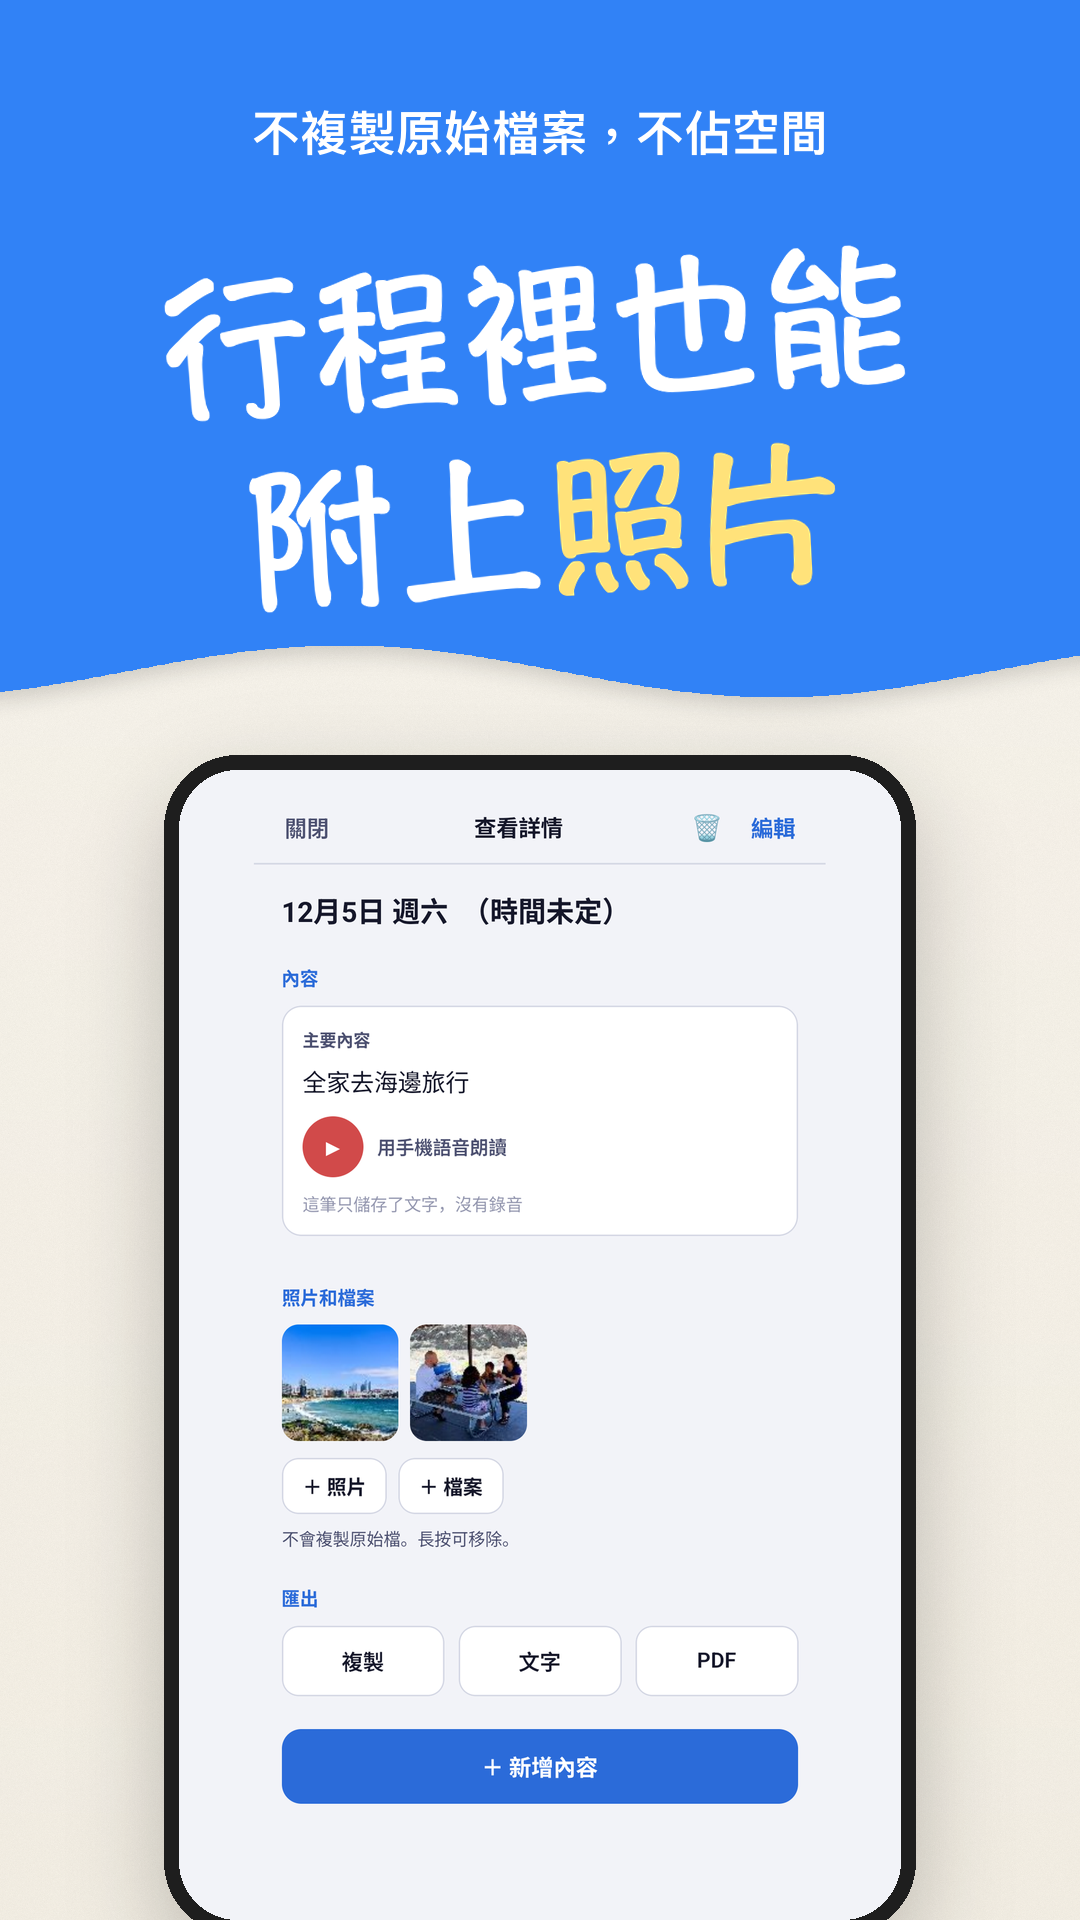 不複製原始檔案，不佔空間
行程裡也能
附上照片
關閉
查看詳情
編輯
12月5日 週六 （時間未定）
內容
主要內容
全家去海邊旅行
用手機語音朗讀
這筆只儲存了文字，沒有錄音
照片和檔案
＋ 照片
＋ 檔案
不會複製原始檔。長按可移除。
匯出
複製
文字
PDF
＋ 新增內容